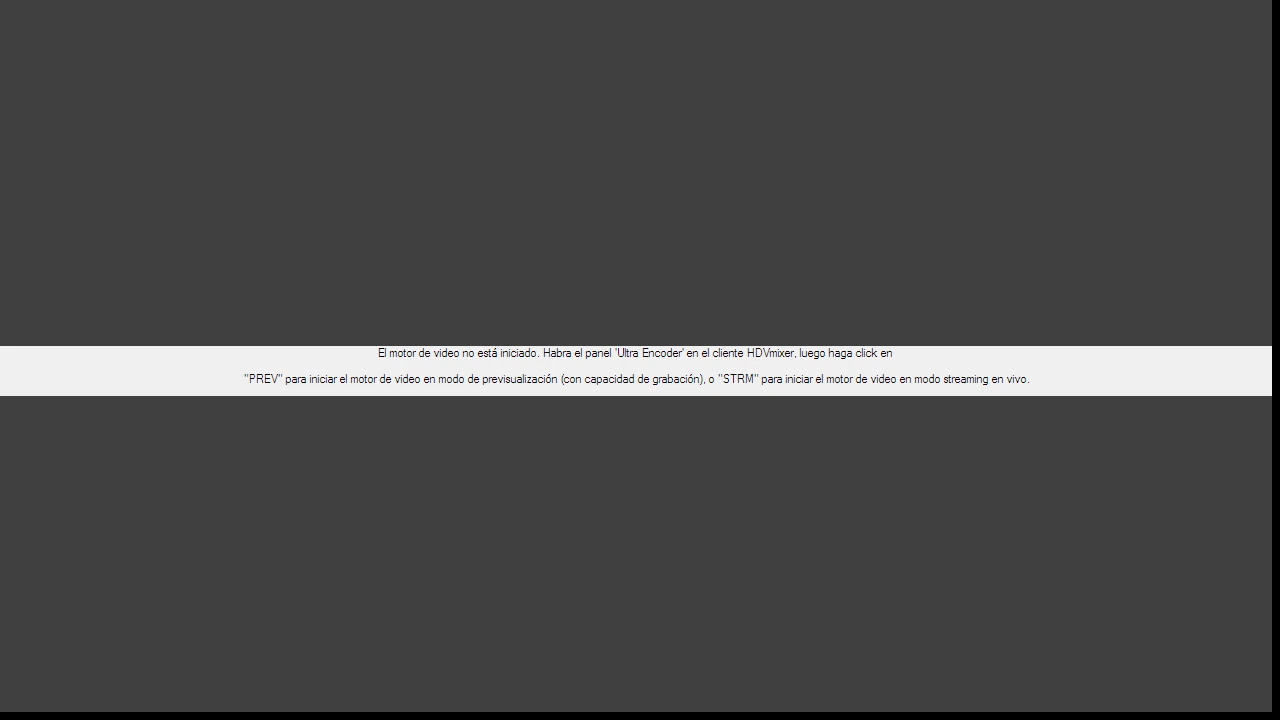 El motor de video no está iniciado. Habra el panel 'Ultra Encoder' en el cliente HDVmixer, luego haga click en
"PREV" para iniciar el motor de video en modo de previsualización (con capacidad de grabación), o "STRM" para iniciar el motor de video en modo streaming en vivo.